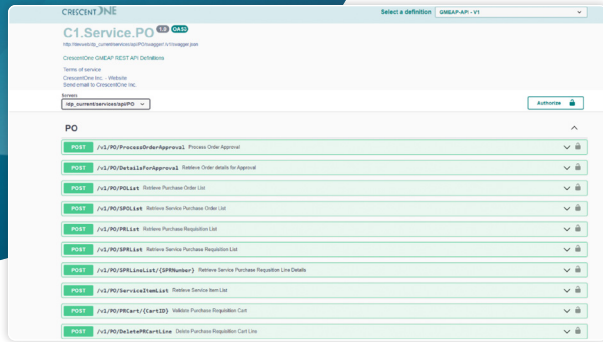 CRESCENT ONE
Select a definition GMEAP-API - V1
C1.Service.PO 1.0 OAS3
CrescentOne GMEAP REST API Definitions
Terms of service
CrescentOne Inc. - Website
Send email to CrescentOne Inc.
Servers
/dp_current/services/api/PO
Authorize
PO
POST /v1/PO/ProcessOrderApproval Process Order Approval
POST /v1/PO/DetailsForApproval Retrieve Order details for Approval
POST /v1/PO/POList Retrieve Purchase Order List
POST /v1/PO/SPOList Retrieve Service Purchase Order List
POST /v1/PO/PRList Retrieve Purchase Requisition List
POST /v1/PO/SPRList Retrieve Service Purchase Requisition List
POST /v1/PO/SPRLineList/{SPRNumber} Retrieve Service Purchase Requisition Line Details
POST /v1/PO/ServiceItemList Retrieve Service Item List
POST /v1/PO/PRCart/{CartID} Validate Purchase Requisition Cart
POST /v1/PO/DeletePRCartLine Delete Purchase Requisition Cart Line